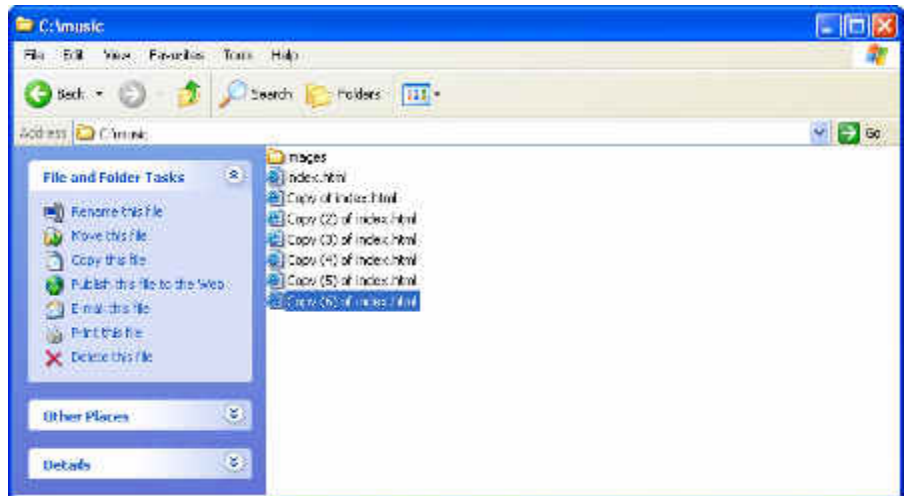 C:\music
File Edit View Favorites Tools Help
Back Search Folders
Address C:\music Go
File and Folder Tasks
Rename this file
Move this file
Copy this file
Publish this file to the Web
E-mail this file
Print this file
Delete this file
Other Places
Details
images
index.html
Copy of index.html
Copy (2) of index.html
Copy (3) of index.html
Copy (4) of index.html
Copy (5) of index.html
Copy (6) of index.html